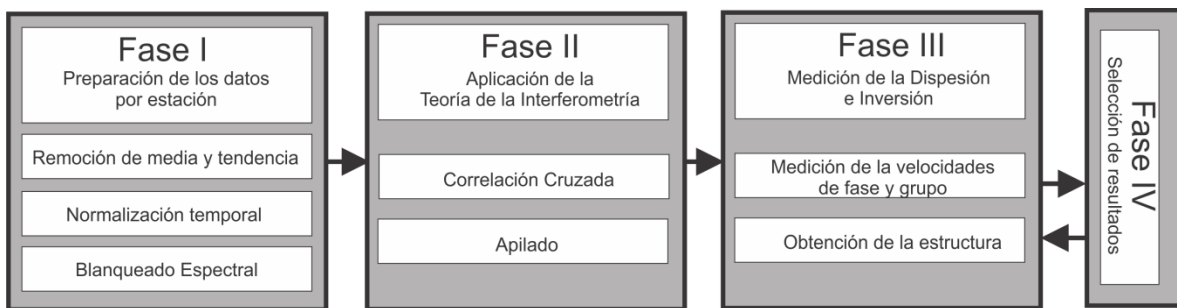 Fase I
Preparación de los datos
por estación
Remoción de media y tendencia
Normalización temporal
Blanqueado Espectral
Fase II
Aplicación de la
Teoría de la Interferometría
Correlación Cruzada
Apilado
Fase III
Medición de la Dispesión
e Inversión
Medición de la velocidades
de fase y grupo
Obtención de la estructura
Fase IV
Selección de resultados